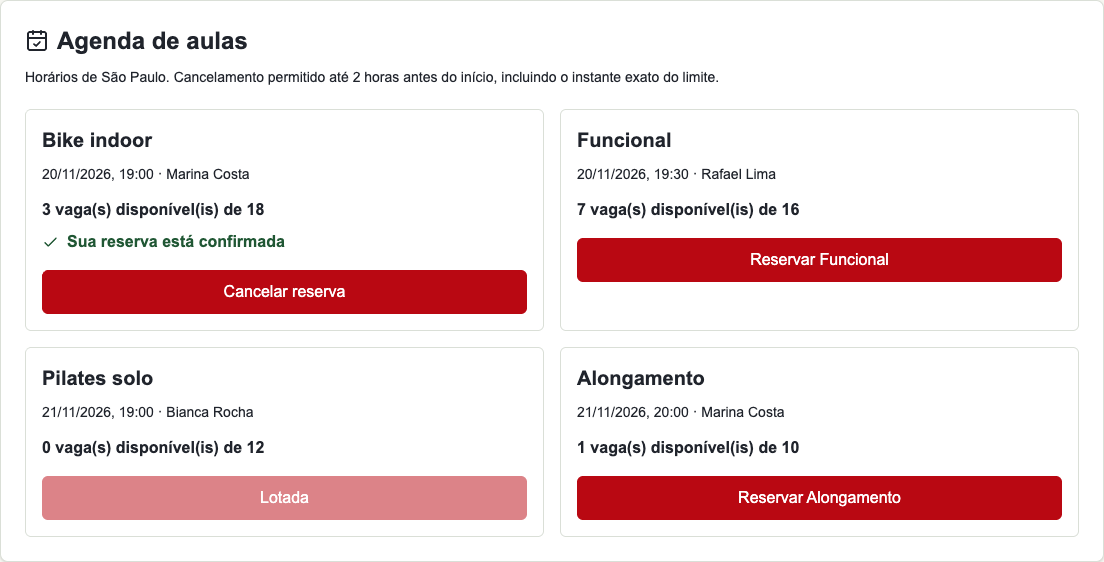 Agenda de aulas
Horários de São Paulo. Cancelamento permitido até 2 horas antes do início, incluindo o instante exato do limite.
Bike indoor
20/11/2026, 19:00 · Marina Costa
3 vaga(s) disponível(is) de 18
Sua reserva está confirmada
Cancelar reserva
Funcional
20/11/2026, 19:30 · Rafael Lima
7 vaga(s) disponível(is) de 16
Reservar Funcional
Pilates solo
21/11/2026, 19:00 · Bianca Rocha
0 vaga(s) disponível(is) de 12
Lotada
Alongamento
21/11/2026, 20:00 · Marina Costa
1 vaga(s) disponível(is) de 10
Reservar Alongamento